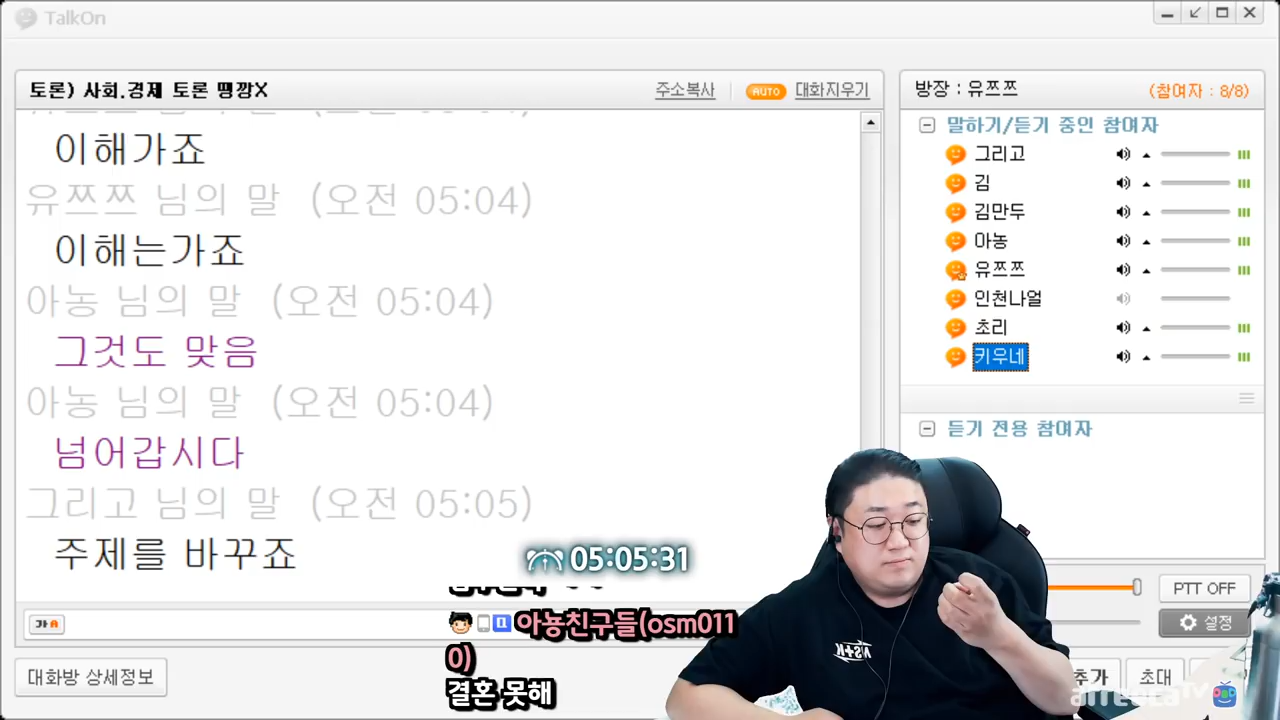 TalkOn
토론) 사회.경제 토론 땡깡X
주소복사
AUTO
대화지우기
이해가죠
유쯔쯔 님의 말 (오전 05:04)
이해는가죠
아농 님의 말 (오전 05:04)
그것도 맞음
아농 님의 말 (오전 05:04)
넘어갑시다
그리고 님의 말 (오전 05:05)
주제를 바꾸죠
가
대화방 상세정보
방장 : 유쯔쯔
(참여자 : 8/8)
말하기/듣기 중인 참여자
그리고
김
김만두
아농
유쯔쯔
인천나얼
초리
키우네
듣기 전용 참여자
PTT OFF
설정
추가
초대
05:05:31
아뇽친구들(osm011
0)
결혼 못해